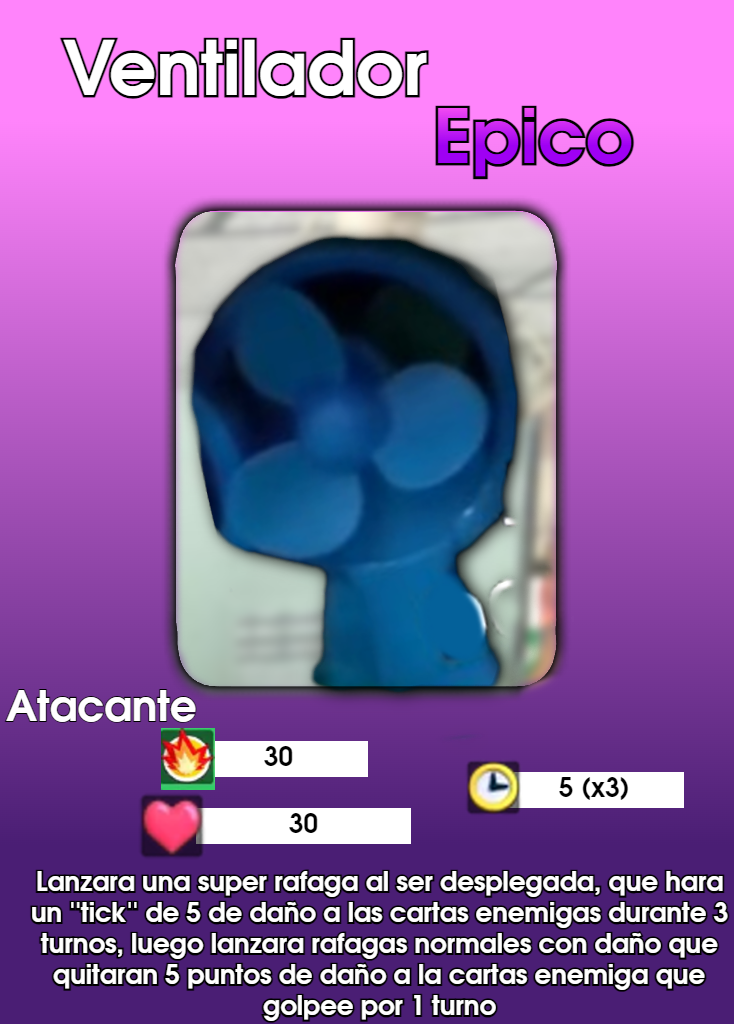 Ventilador
Epico
Atacante
30
5 (x3)
30
Lanzara una super rafaga al ser desplegada, que hara
un "tick" de 5 de daño a las cartas enemigas durante 3
turnos, luego lanzara rafagas normales con daño que
quitaran 5 puntos de daño a la cartas enemiga que
golpee por 1 turno